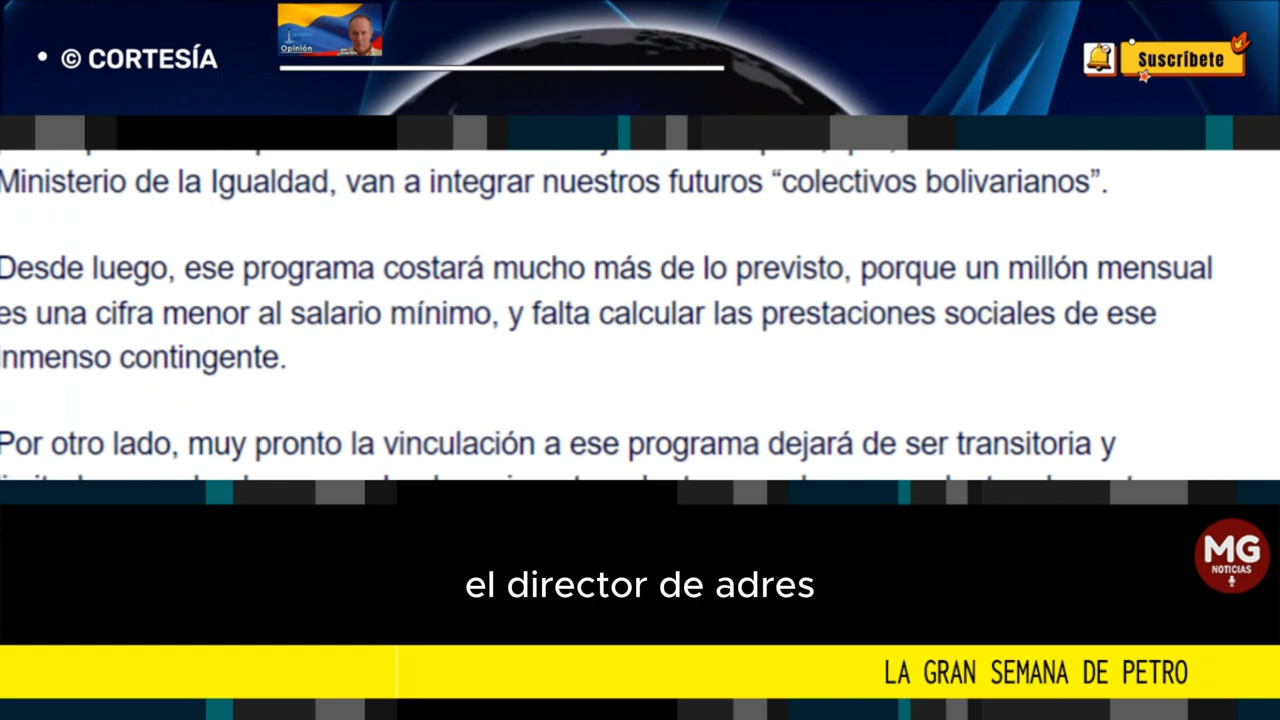 • © CORTESÍA
Opinión
Suscríbete
Ministerio de la Igualdad, van a integrar nuestros futuros “colectivos bolivarianos”.
Desde luego, ese programa costará mucho más de lo previsto, porque un millón mensual
es una cifra menor al salario mínimo, y falta calcular las prestaciones sociales de ese
inmenso contingente.
Por otro lado, muy pronto la vinculación a ese programa dejará de ser transitoria y
el director de adres
MG
NOTICIAS
LA GRAN SEMANA DE PETRO